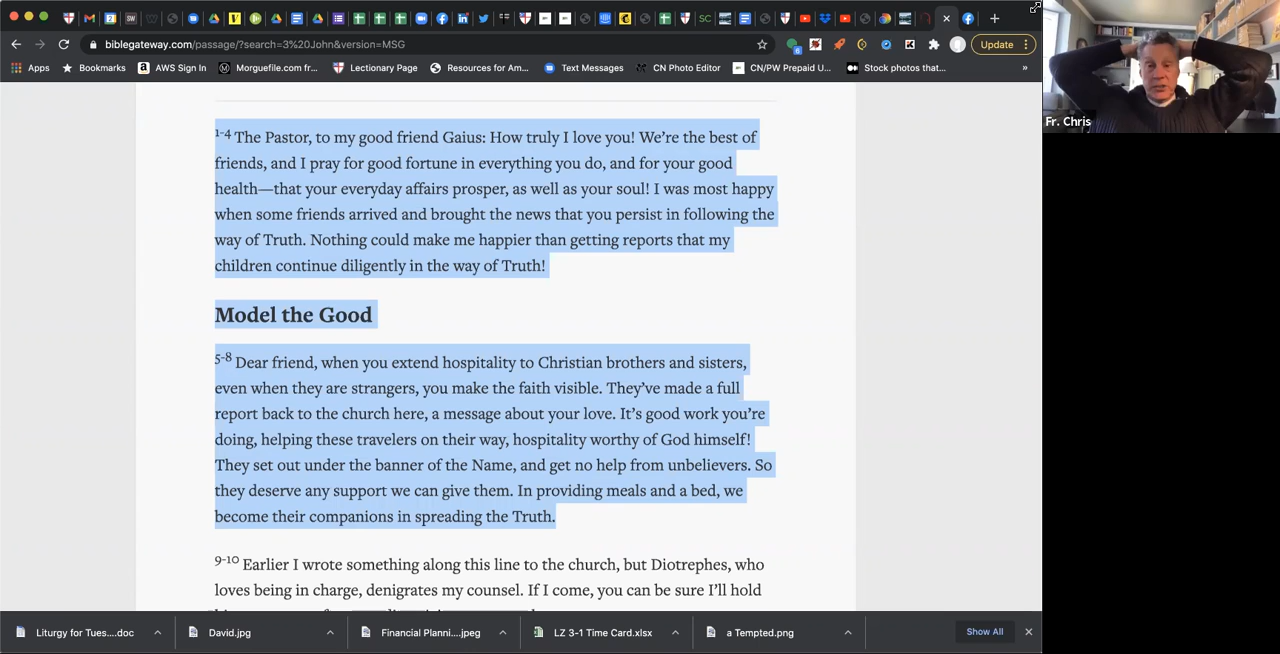 biblegateway.com/passage/?search=3%20John&version=MSG
Update
Apps
Bookmarks
AWS Sign In
Morguefile.com fr...
Lectionary Page
Resources for Am...
Text Messages
CN Photo Editor
CN/PW Prepaid U...
Stock photos that...
»
Fr. Chris
1-4 The Pastor, to my good friend Gaius: How truly I love you! We’re the best of
friends, and I pray for good fortune in everything you do, and for your good
health—that your everyday affairs prosper, as well as your soul! I was most happy
when some friends arrived and brought the news that you persist in following the
way of Truth. Nothing could make me happier than getting reports that my
children continue diligently in the way of Truth!
Model the Good
5-8 Dear friend, when you extend hospitality to Christian brothers and sisters,
even when they are strangers, you make the faith visible. They’ve made a full
report back to the church here, a message about your love. It’s good work you’re
doing, helping these travelers on their way, hospitality worthy of God himself!
They set out under the banner of the Name, and get no help from unbelievers. So
they deserve any support we can give them. In providing meals and a bed, we
become their companions in spreading the Truth.
9-10 Earlier I wrote something along this line to the church, but Diotrephes, who
loves being in charge, denigrates my counsel. If I come, you can be sure I’ll hold
Liturgy for Tues....doc
David.jpg
Financial Planni....jpeg
LZ 3-1 Time Card.xlsx
a Tempted.png
Show All